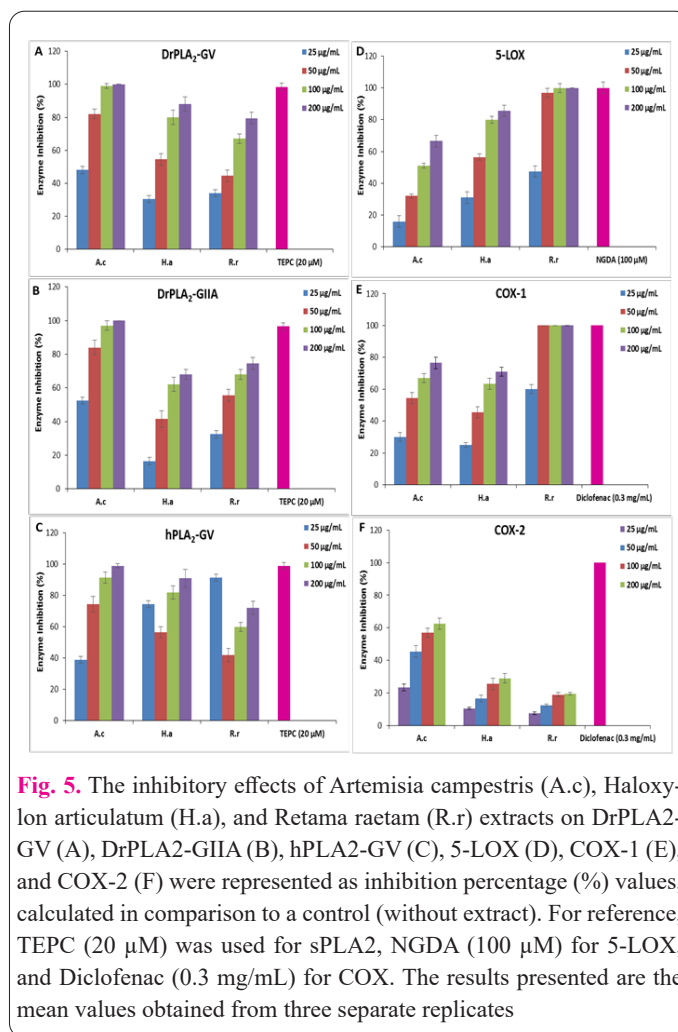 A
DrPLA2-GV
Enzyme Inhibition (%)
120
100
80
60
40
20
0
25 µg/mL
50 µg/mL
100 µg/mL
200 µg/mL
A.c
H.a
R.r
TEPC (20 µM)
B
DrPLA2-GIIA
Enzyme Inhibition (%)
100
80
60
40
20
0
25 µg/mL
50 µg/mL
100 µg/mL
200 µg/mL
A.c
H.a
R.r
TEPC (20 µM)
C
hPLA2-GV
Enzyme Inhibition (%)
120
100
80
60
40
20
0
25 µg/mL
50 µg/mL
100 µg/mL
200 µg/mL
A.c
H.a
R.r
TEPC (20 µM)
D
5-LOX
Enzyme Inhibition (%)
120
100
80
60
40
20
0
25 µg/mL
50 µg/mL
100 µg/mL
200 µg/mL
A.c
H.a
R.r
NGDA (100 µM)
E
COX-1
Enzyme Inhibition (%)
120
100
80
60
40
20
0
25 µg/mL
50 µg/mL
100 µg/mL
200 µg/mL
A.c
H.a
R.r
Diclofenac (0.3 mg/mL)
F
COX-2
Enzyme Inhibition (%)
120
100
80
60
40
20
0
25 µg/mL
50 µg/mL
100 µg/mL
200 µg/mL
A.c
H.a
R.r
Diclofenac (0.3 mg/mL)
Fig. 5. The inhibitory effects of Artemisia campestris (A.c), Haloxy-
lon articulatum (H.a), and Retama raetam (R.r) extracts on DrPLA2-
GV (A), DrPLA2-GIIA (B), hPLA2-GV (C), 5-LOX (D), COX-1 (E),
and COX-2 (F) were represented as inhibition percentage (%) values,
calculated in comparison to a control (without extract). For reference,
TEPC (20 µM) was used for sPLA2, NGDA (100 µM) for 5-LOX,
and Diclofenac (0.3 mg/mL) for COX. The results presented are the
mean values obtained from three separate replicates